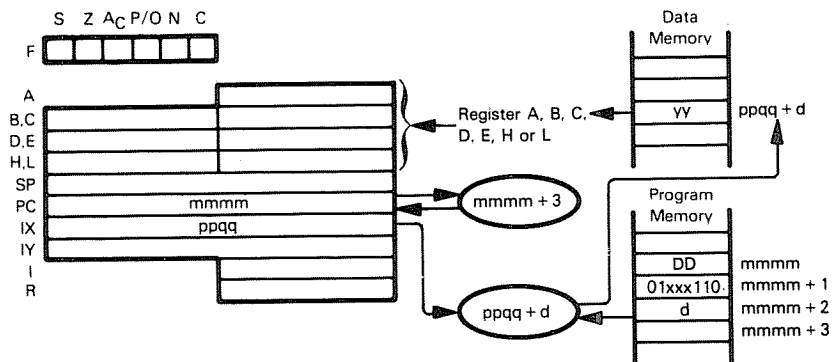 S Z AC P/O N C
F
Data
Memory
A
B,C
D,E
H,L
SP
PC mmmm
IX ppqq
IY
I
R
Register A, B, C,
D, E, H or L
yy
ppqq + d
mmmm + 3
ppqq + d
Program
Memory
DD mmmm
01xxx110 mmmm + 1
d mmmm + 2
mmmm + 3